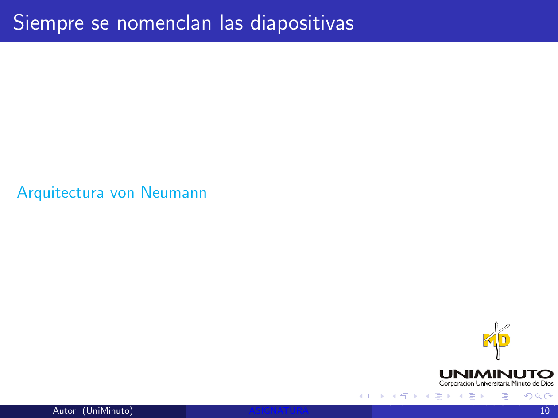 Siempre se nomenclan las diapositivas
Arquitectura von Neumann
MD
UNIMINUTO
Corporación Universitaria Minuto de Dios
Autor (UniMinuto)
ASIGNATURA
10